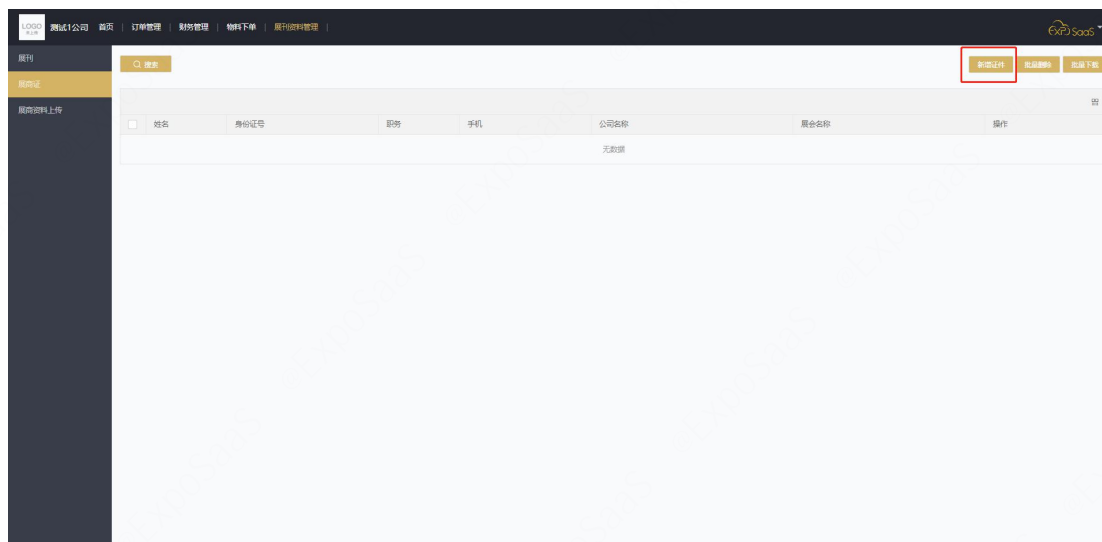 LOGO 测试1公司 首页 | 订单管理 | 财务管理 | 物料下单 | 展刊资料管理 |
ExpoSaaS
展刊
展商证
展商资料上传
搜索
新增证件 批量删除 批量下载
姓名 身份证号 职务 手机 公司名称 展会名称 操作
无数据